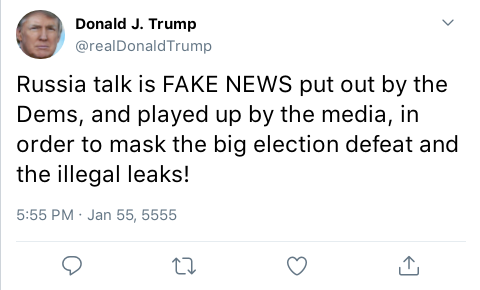 Donald J. Trump
@realDonaldTrump
Russia talk is FAKE NEWS put out by the
Dems, and played up by the media, in
order to mask the big election defeat and
the illegal leaks!
5:55 PM · Jan 55, 5555